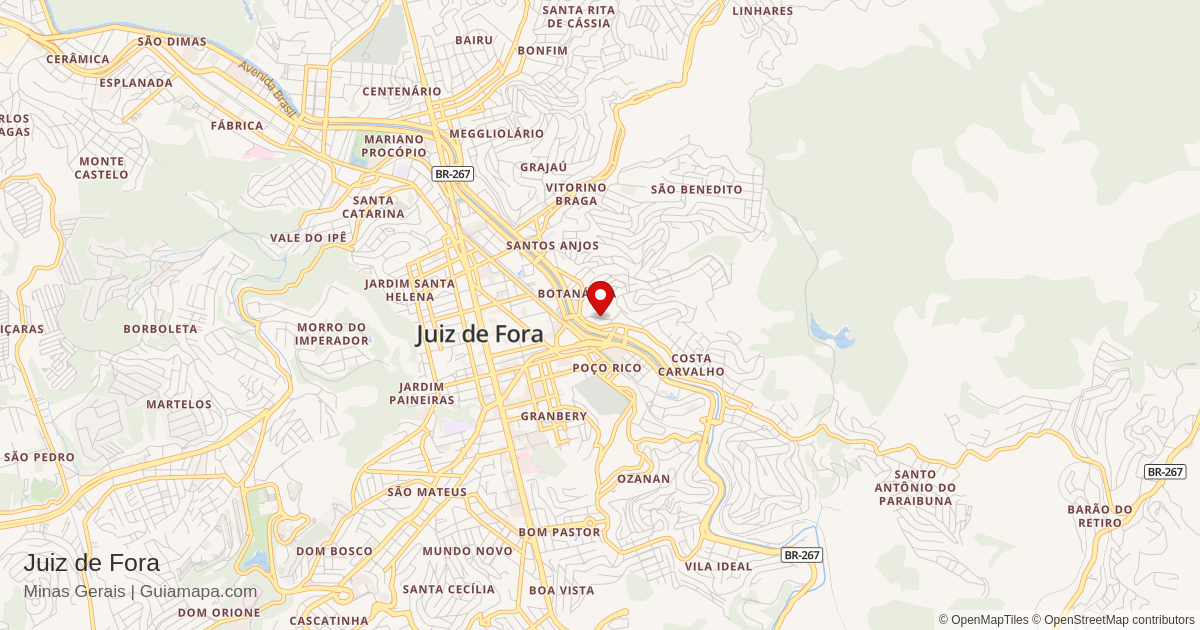 SANTA RITA
DE CÁSSIA
LINHARES
SÃO DIMAS
BAIRU
BONFIM
CERÂMICA
Avenida Brasil
ESPLANADA
CENTENÁRIO
RLOS
AGAS
FÁBRICA
MEGGLIOLÁRIO
MARIANO
PROCÓPIO
MONTE
CASTELO
GRAJAÚ
BR-267
VITORINO
BRAGA
SÃO BENEDITO
SANTA
CATARINA
VALE DO IPÊ
SANTOS ANJOS
JARDIM SANTA
HELENA
BOTANÁ
A
IÇARAS
BORBOLETA
MORRO DO
IMPERADOR
Juiz de Fora
COSTA
CARVALHO
POÇO RICO
JARDIM
PAINEIRAS
MARTELOS
GRANBERY
SÃO PEDRO
BR-267
OZANAN
SANTO
ANTÔNIO DO
PARAIBUNA
SÃO MATEUS
BARÃO DO
RETIRO
BOM PASTOR
DOM BOSCO
MUNDO NOVO
BR-267
Juiz de Fora
VILA IDEAL
Minas Gerais | Guiamapa.com
SANTA CECÍLIA
BOA VISTA
DOM ORIONE
CASCATINHA
© OpenMapTiles © OpenStreetMap contributors